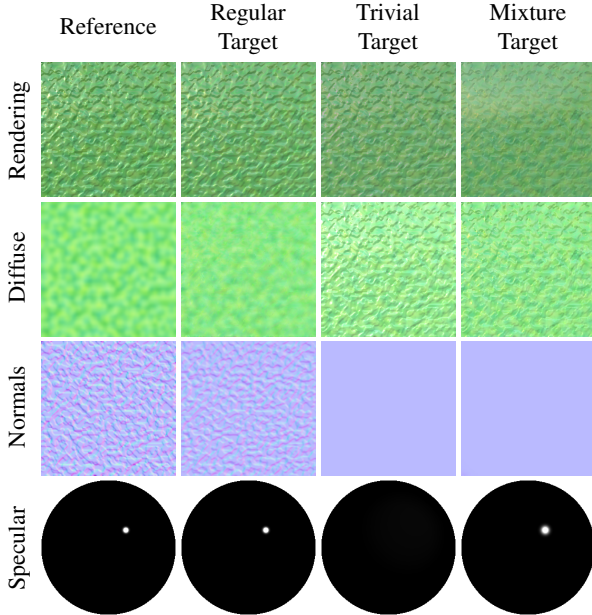 Reference
Regular
Target
Trivial
Target
Mixture
Target
Rendering
Diffuse
Normals
Specular